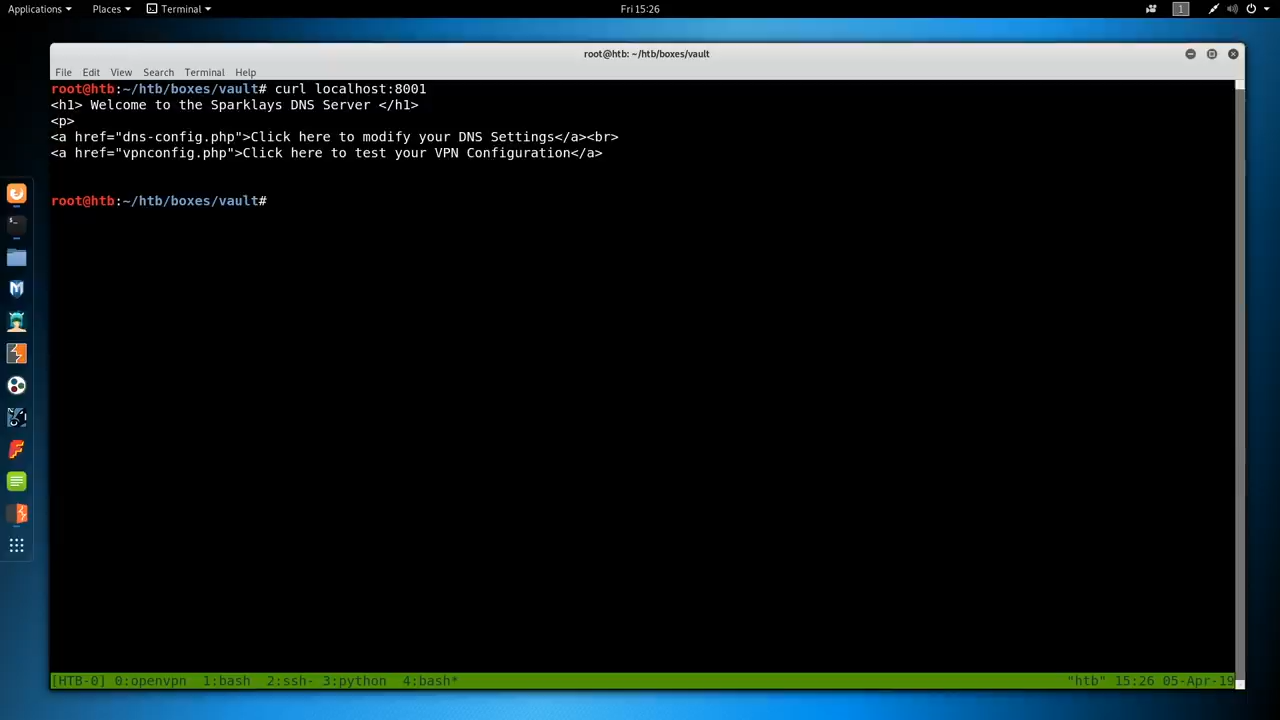 Applications Places Terminal Fri 15:26 1
root@htb: ~/htb/boxes/vault
File Edit View Search Terminal Help
root@htb:~/htb/boxes/vault# curl localhost:8001
<h1> Welcome to the Sparklays DNS Server </h1>
<p>
<a href="dns-config.php">Click here to modify your DNS Settings</a><br>
<a href="vpnconfig.php">Click here to test your VPN Configuration</a>
root@htb:~/htb/boxes/vault#
[HTB-0] 0:openvpn 1:bash 2:ssh- 3:python 4:bash* "htb" 15:26 05-Apr-19